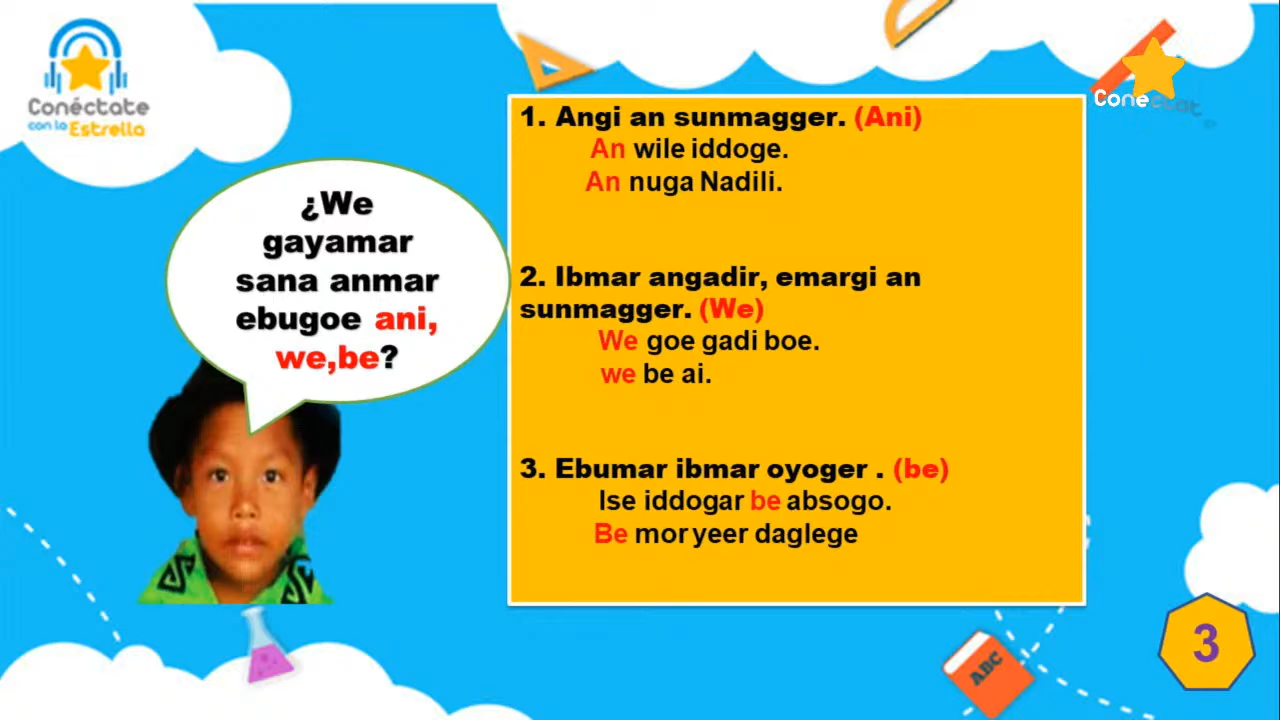 Conéctate
con la Estrella
¿We
gayamar
sana anmar
ebugoe ani,
we,be?
1. Angi an sunmagger. (Ani)
An wile iddoge.
An nuga Nadili.
2. Ibmar angadir, emargi an
sunmagger. (We)
We goe gadi boe.
we be ai.
3. Ebumar ibmar oyoger . (be)
Ise iddogar be absogo.
Be mor yeer daglege
ABC
3